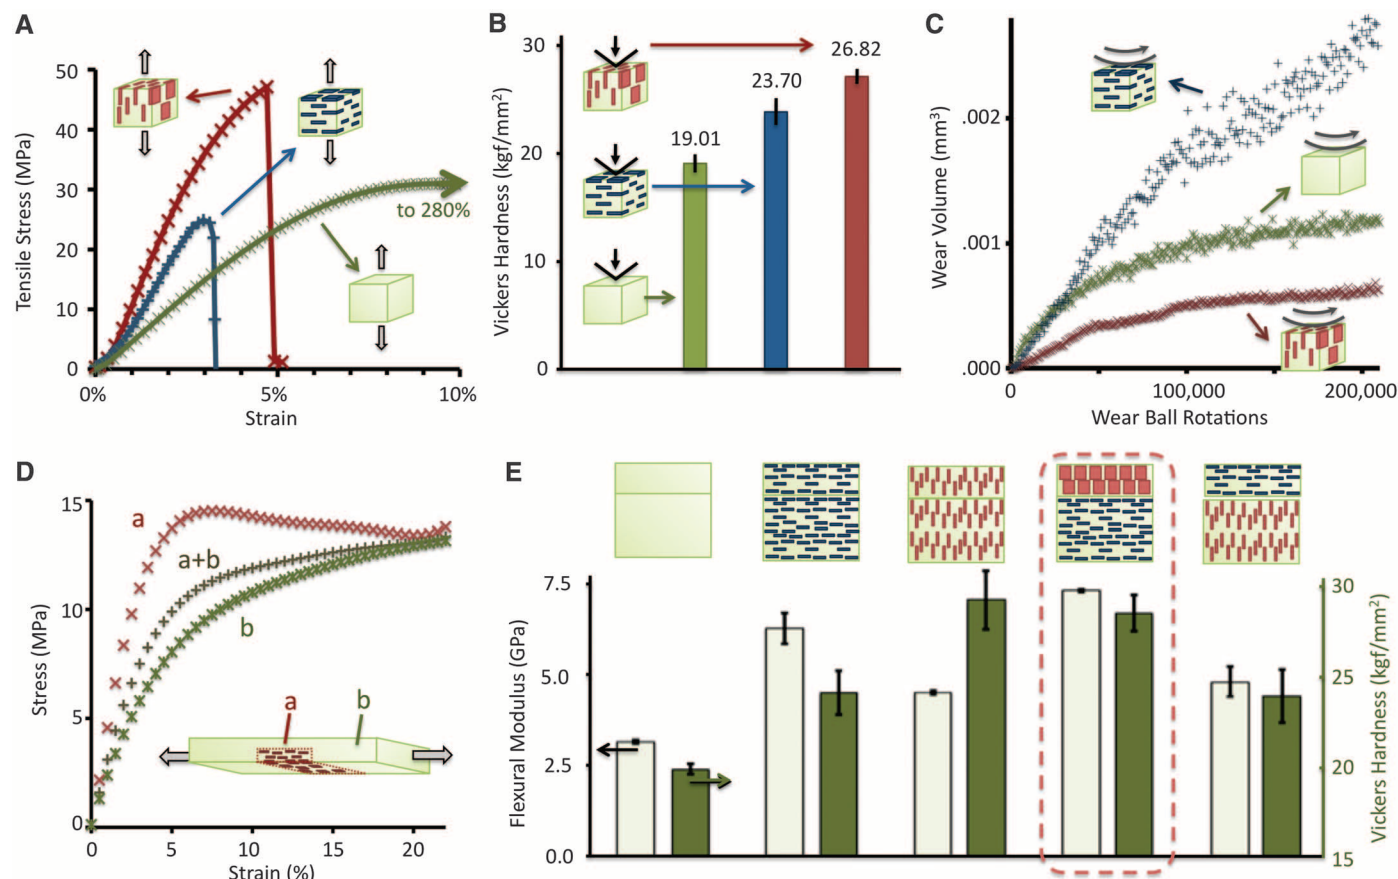 A
50
40
30
20
10
0
Tensile Stress (MPa)
to 280%
0%
5%
10%
Strain
B
30
20
10
0
Vickers Hardness (kgf/mm²)
19.01
23.70
26.82
C
.002
.001
.000
Wear Volume (mm³)
0
100,000
200,000
Wear Ball Rotations
D
15
10
5
0
Stress (MPa)
a
a+b
b
a
b
0
5
10
15
20
Strain (%)
E
7.5
5.0
2.5
0.0
Flexural Modulus (GPa)
30
25
20
15
Vickers Hardness (kgf/mm²)